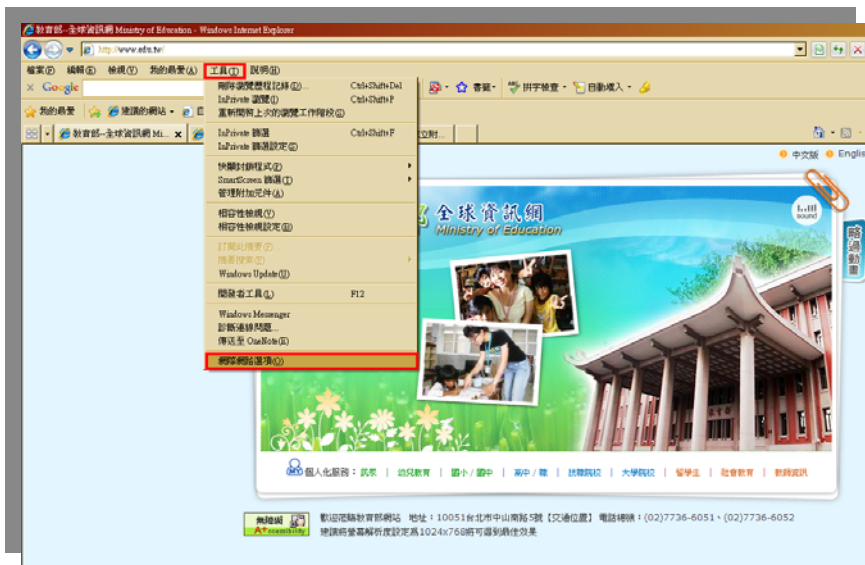 教育部--全球資訊網 Ministry of Education - Windows Internet Explorer
http://www.edu.tw/
檔案(F) 編輯(E) 檢視(V) 我的最愛(A) 工具(T) 說明(H)
Google
書籤
拼字檢查
自動填入
我的最愛
建議的網站
教育部--全球資訊網 Mi...
刪除瀏覽歷程記錄(D)... Ctrl+Shift+Del
InPrivate 瀏覽(I) Ctrl+Shift+P
重新開啟上次的瀏覽工作階段(S)
InPrivate 篩選 Ctrl+Shift+F
InPrivate 篩選設定(S)
快顯封鎖程式(P)
SmartScreen 篩選(T)
管理附加元件(A)
相容性檢視(V)
相容性檢視設定(B)
訂閱此摘要(F)
摘要探索(E)
Windows Update(U)
開發者工具(L) F12
Windows Messenger
診斷連線問題...
傳送至 OneNote(E)
網際網路選項(O)
中文版 Englis
全球資訊網
Ministry of Education
sound
略過動畫
MY 個人化服務：民眾 | 幼兒教育 | 國小/國中 | 高中/職 | 技職院校 | 大學院校 | 留學生 | 社會教育 | 教師資訊
無障礙
A+ccessibility
歡迎蒞臨教育部網站 地址：10051台北市中山南路5號【交通位置】 電話總機：(02)7736-6051、(02)7736-6052
建議將螢幕解析度設定為1024x768將可得到最佳效果